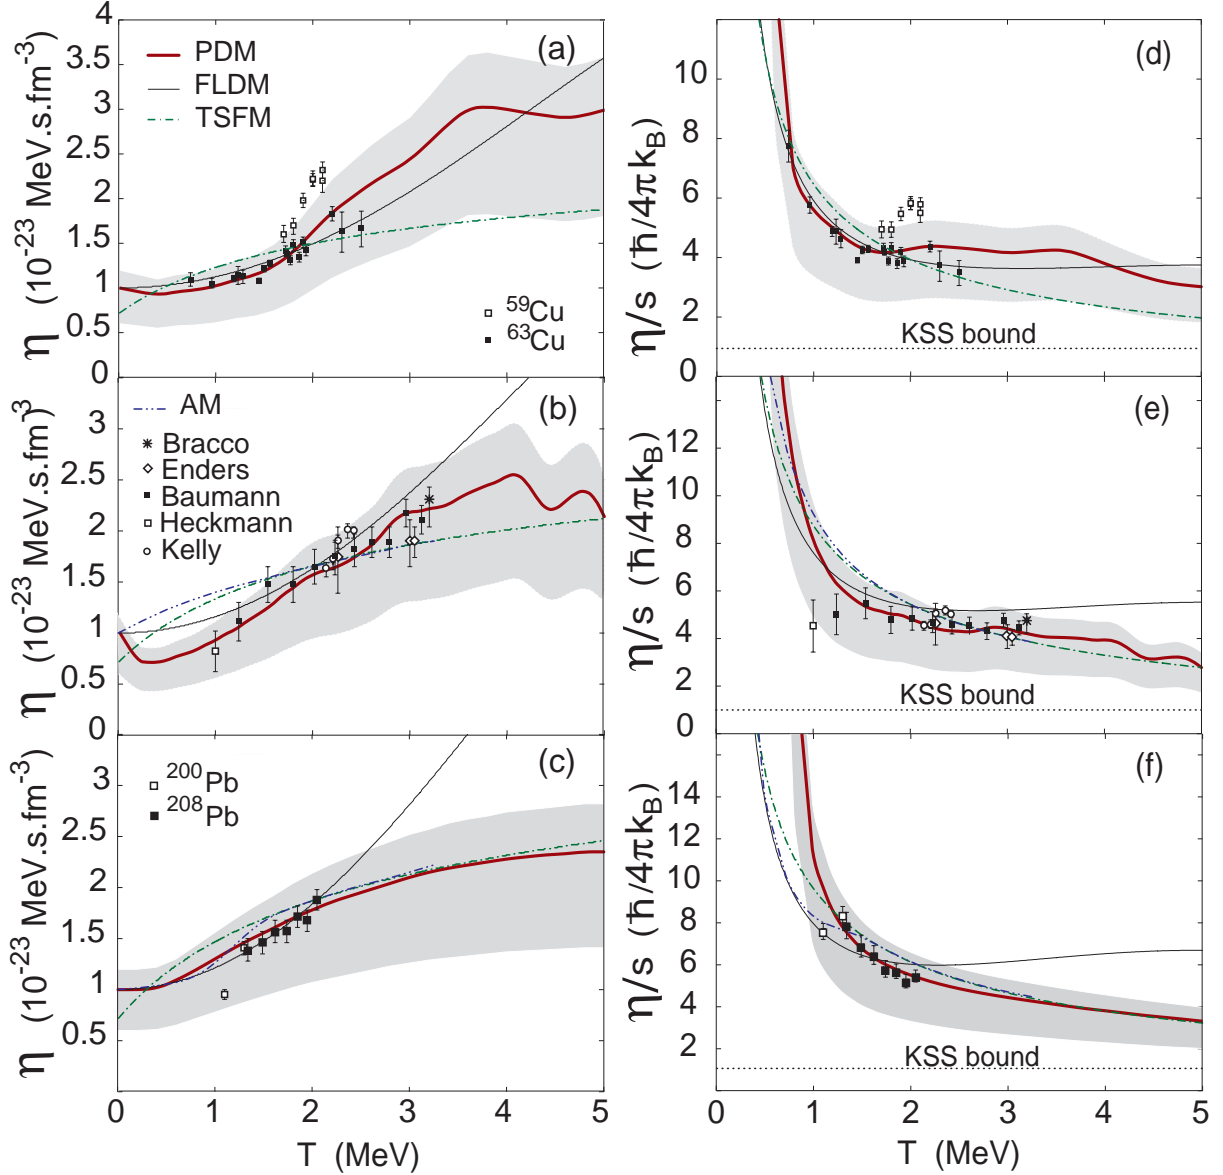 η (10⁻²³ MeV.s.fm⁻³)
4
3.5
3
2.5
2
1.5
1
0.5
0
(a)
PDM
FLDM
TSFM
⁵⁹Cu
⁶³Cu
η/s (ħ/4πk_B)
10
8
6
4
2
0
(d)
KSS bound
η (10⁻²³ MeV.s.fm)³
3
2.5
2
1.5
1
0.5
0
(b)
AM
Bracco
Enders
Baumann
Heckmann
Kelly
η/s (ħ/4πk_B)
12
10
8
6
4
2
0
(e)
KSS bound
η (10⁻²³ MeV.s.fm⁻³)
3
2.5
2
1.5
1
0.5
(c)
²⁰⁰Pb
²⁰⁸Pb
0 1 2 3 4 5
T (MeV)
η/s (ħ/4πk_B)
14
12
10
8
6
4
2
(f)
KSS bound
0 1 2 3 4 5
T (MeV)